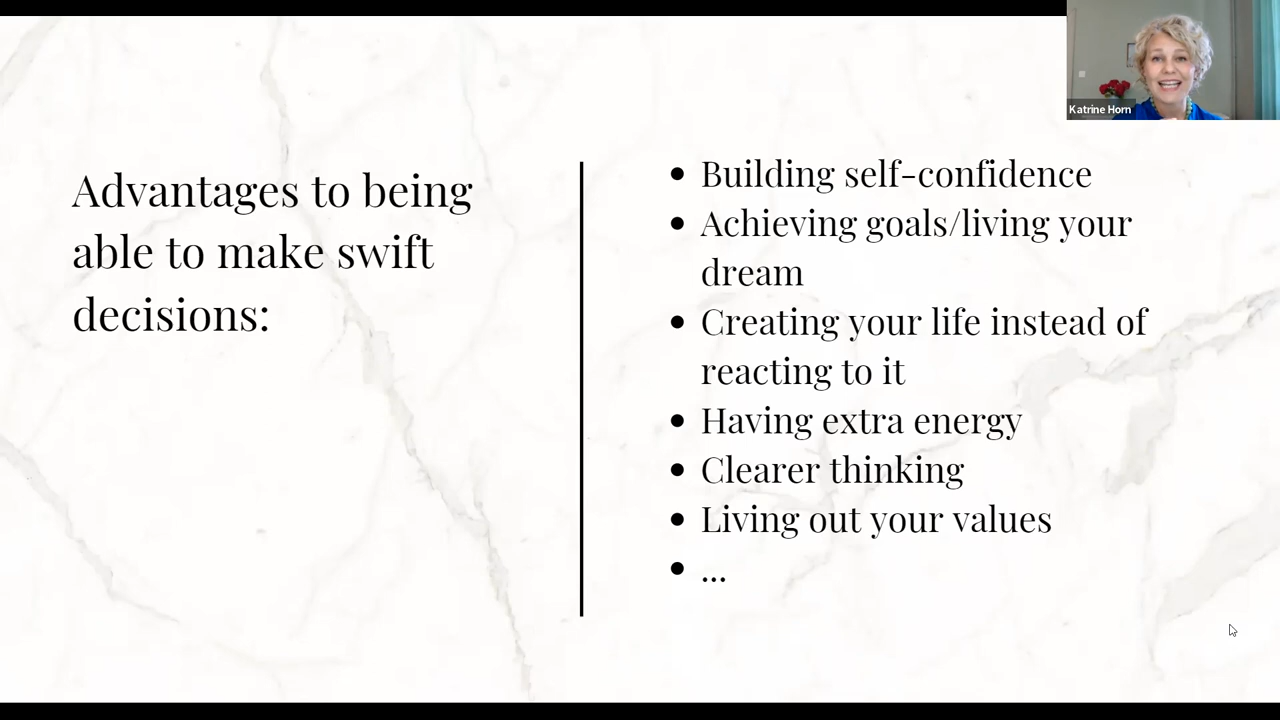 Katrine Horn
Advantages to being
able to make swift
decisions:
• Building self-confidence
• Achieving goals/living your
dream
• Creating your life instead of
reacting to it
• Having extra energy
• Clearer thinking
• Living out your values
• ...